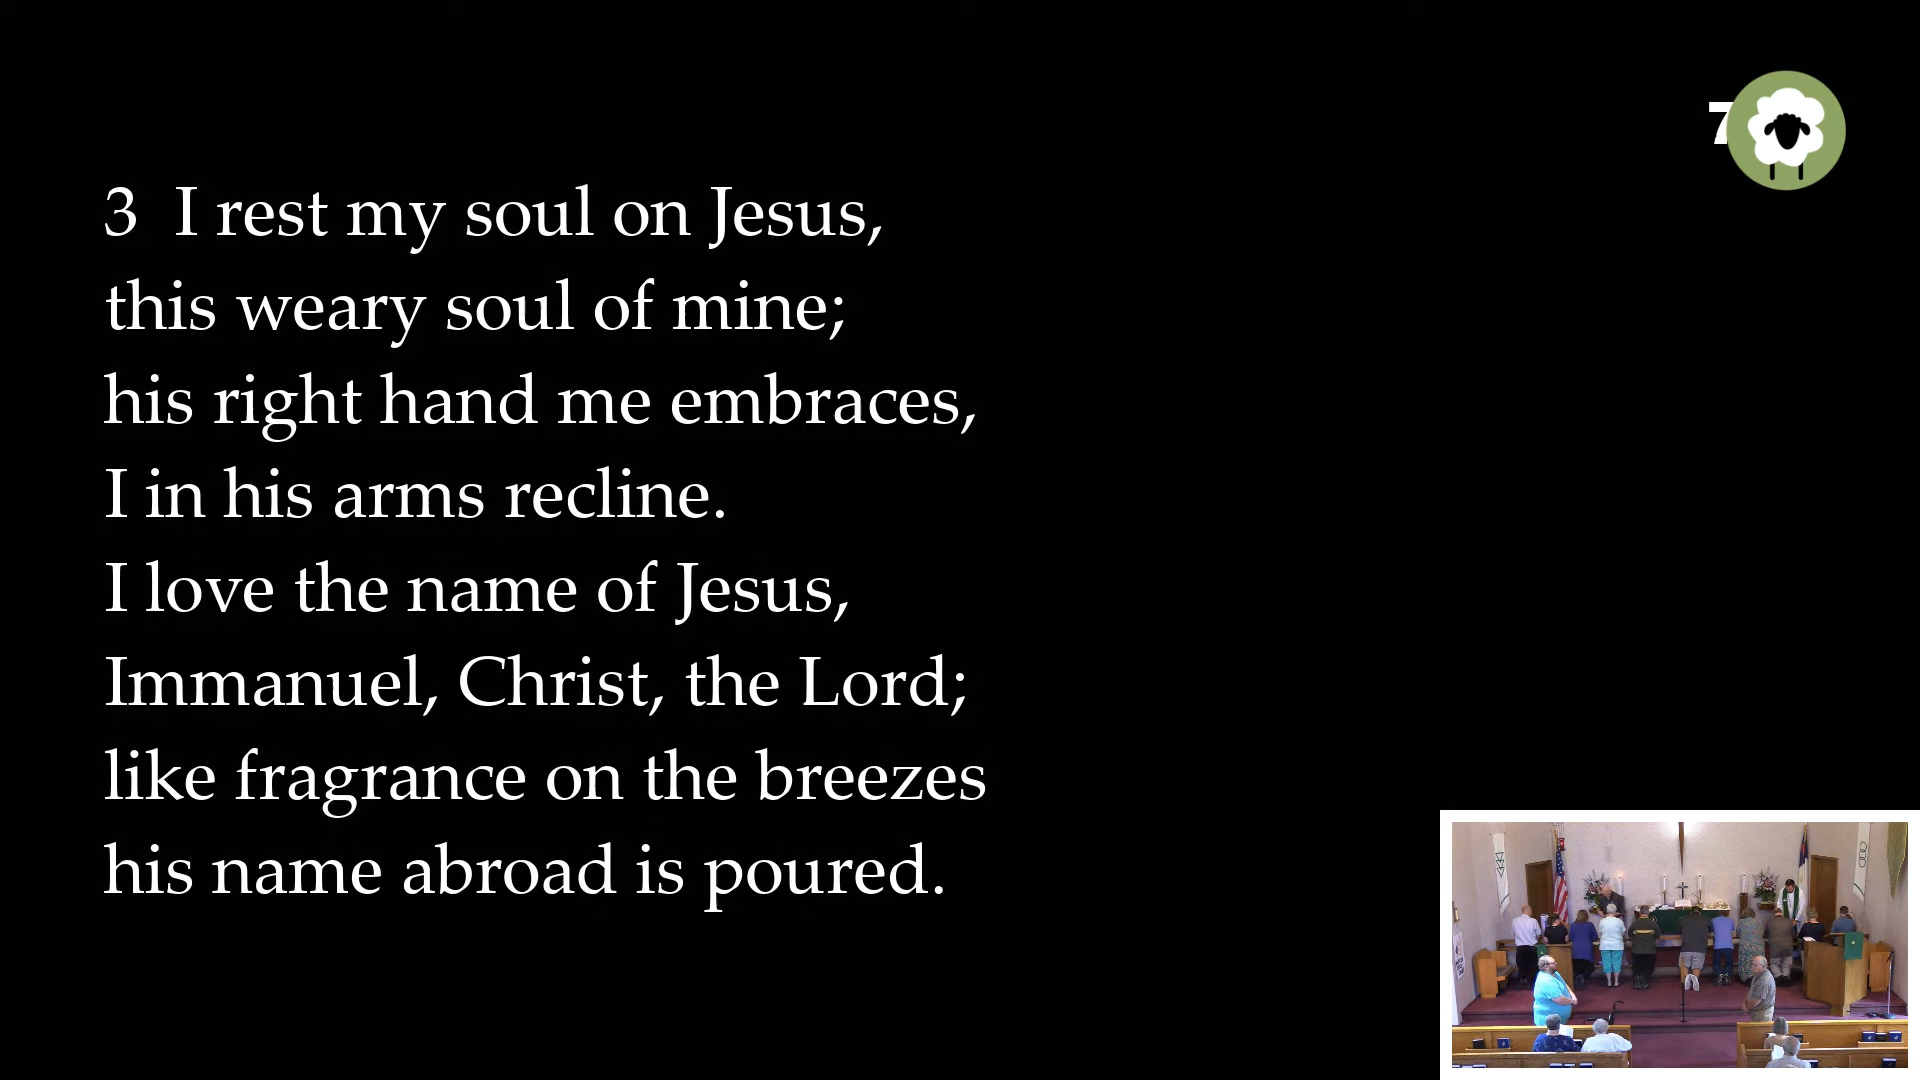 7
3 I rest my soul on Jesus,
this weary soul of mine;
his right hand me embraces,
I in his arms recline.
I love the name of Jesus,
Immanuel, Christ, the Lord;
like fragrance on the breezes
his name abroad is poured.